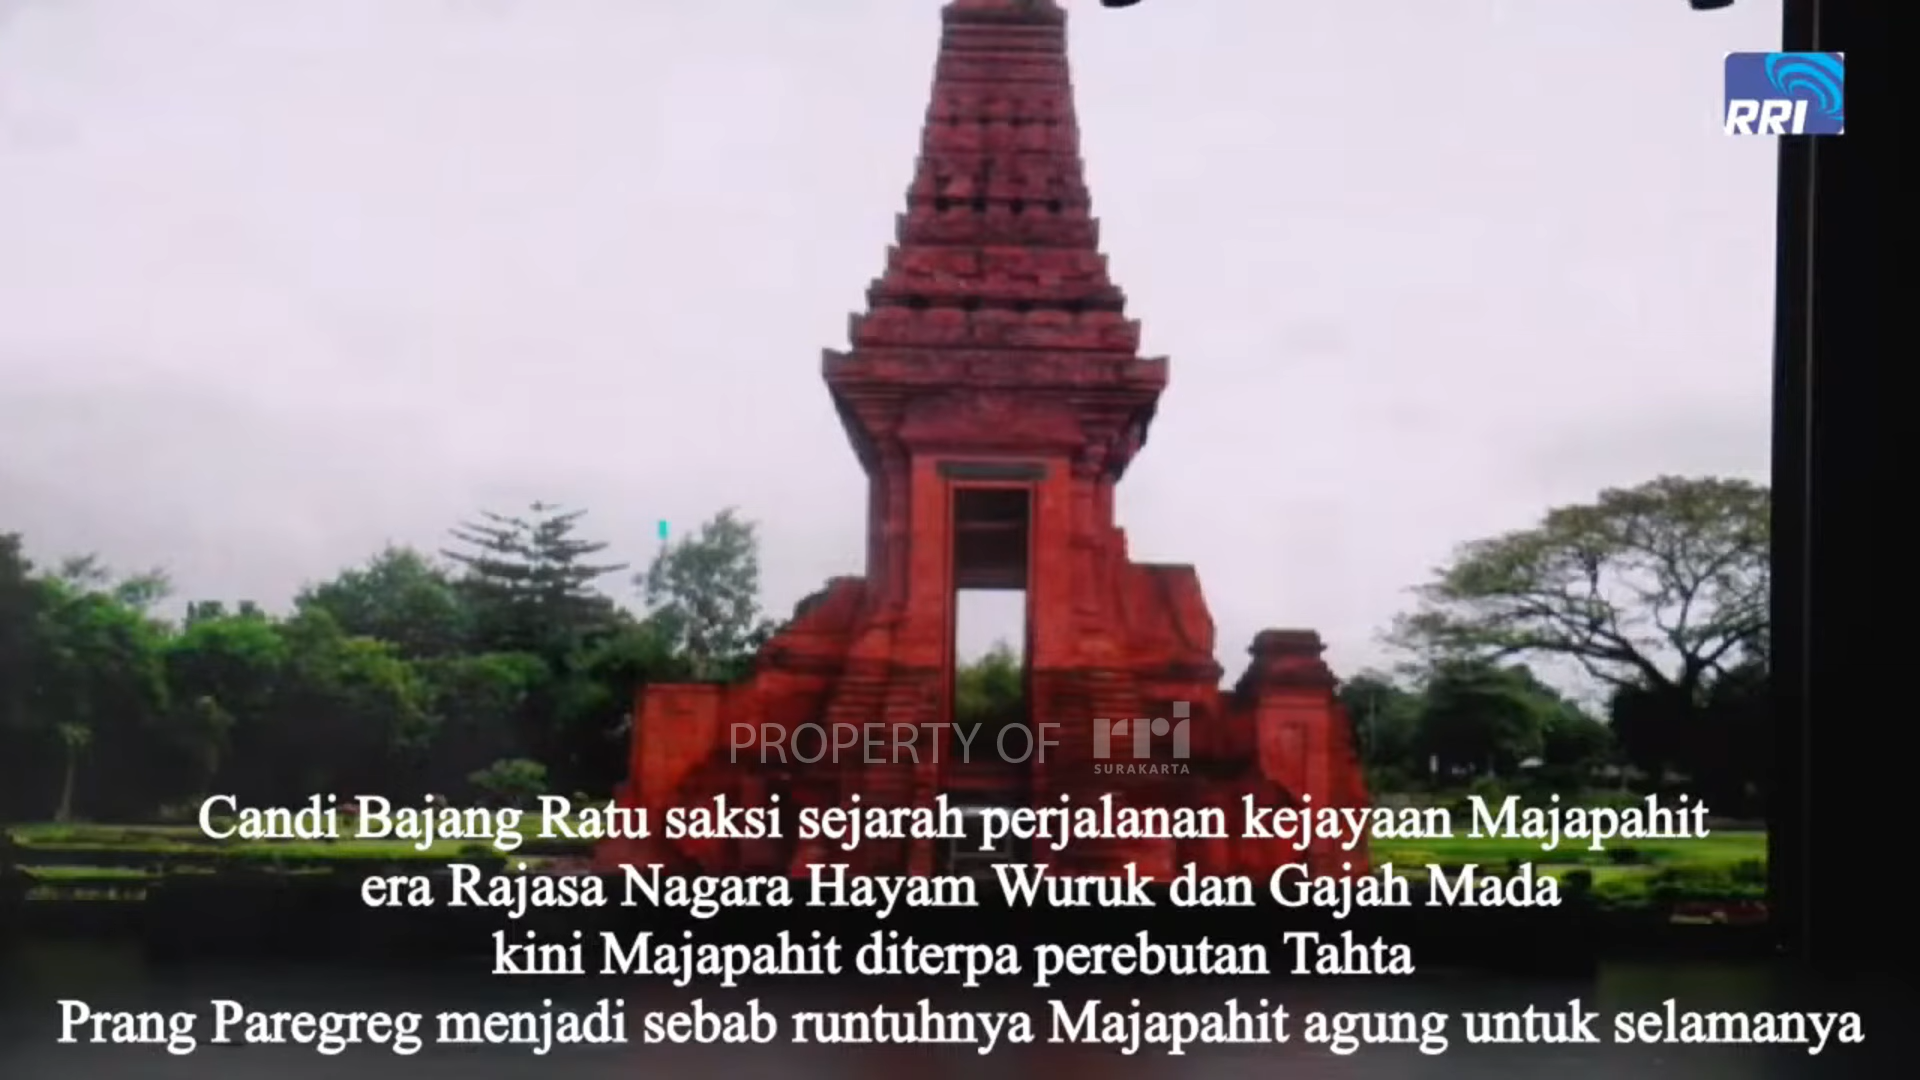 RRI
PROPERTY OF rri
SURAKARTA
Candi Bajang Ratu saksi sejarah perjalanan kejayaan Majapahit
era Rajasa Nagara Hayam Wuruk dan Gajah Mada
kini Majapahit diterpa perebutan Tahta
Prang Paregreg menjadi sebab runtuhnya Majapahit agung untuk selamanya